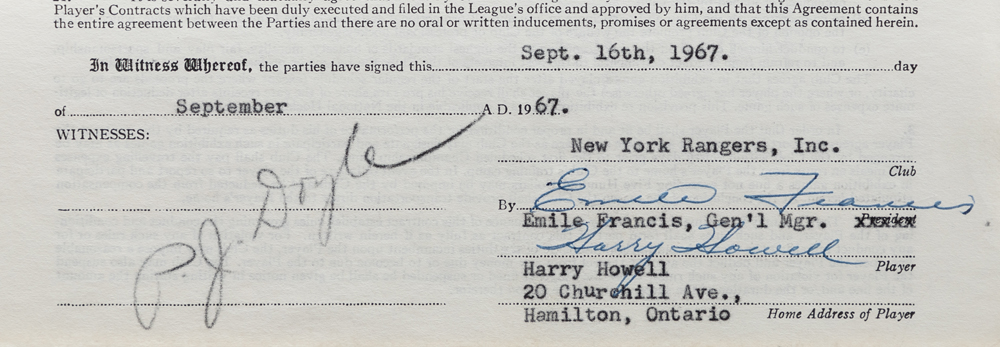 Player's Contracts which have been duly executed and filed in the League's office and approved by him, and that this Agreement contains
the entire agreement between the Parties and there are no oral or written inducements, promises or agreements except as contained herein.
In Witness Whereof, the parties have signed this Sept. 16th, 1967. day
of September A D. 1967.
WITNESSES:
P.J. Doyle
New York Rangers, Inc.
Club
By Emile Francis
Emile Francis, Gen'l Mgr. President
Harry Howell
Harry Howell Player
20 Churchill Ave.,
Hamilton, Ontario Home Address of Player